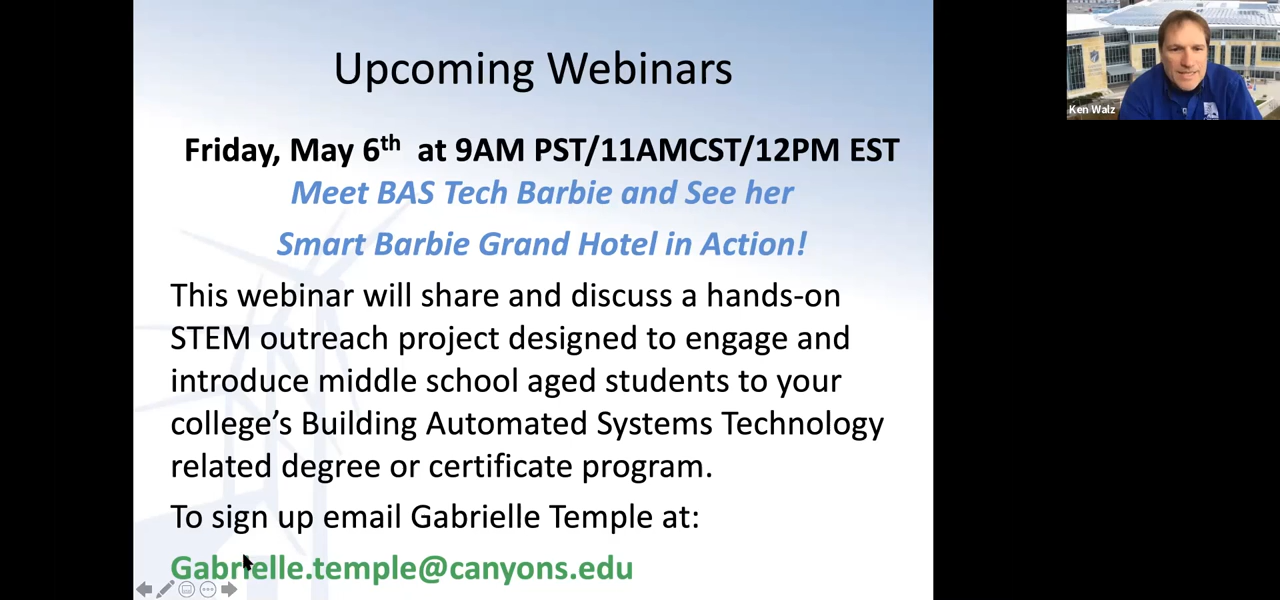 Upcoming Webinars
Friday, May 6th at 9AM PST/11AMCST/12PM EST
Meet BAS Tech Barbie and See her
Smart Barbie Grand Hotel in Action!
This webinar will share and discuss a hands-on
STEM outreach project designed to engage and
introduce middle school aged students to your
college’s Building Automated Systems Technology
related degree or certificate program.
To sign up email Gabrielle Temple at:
Gabrielle.temple@canyons.edu
Ken Walz